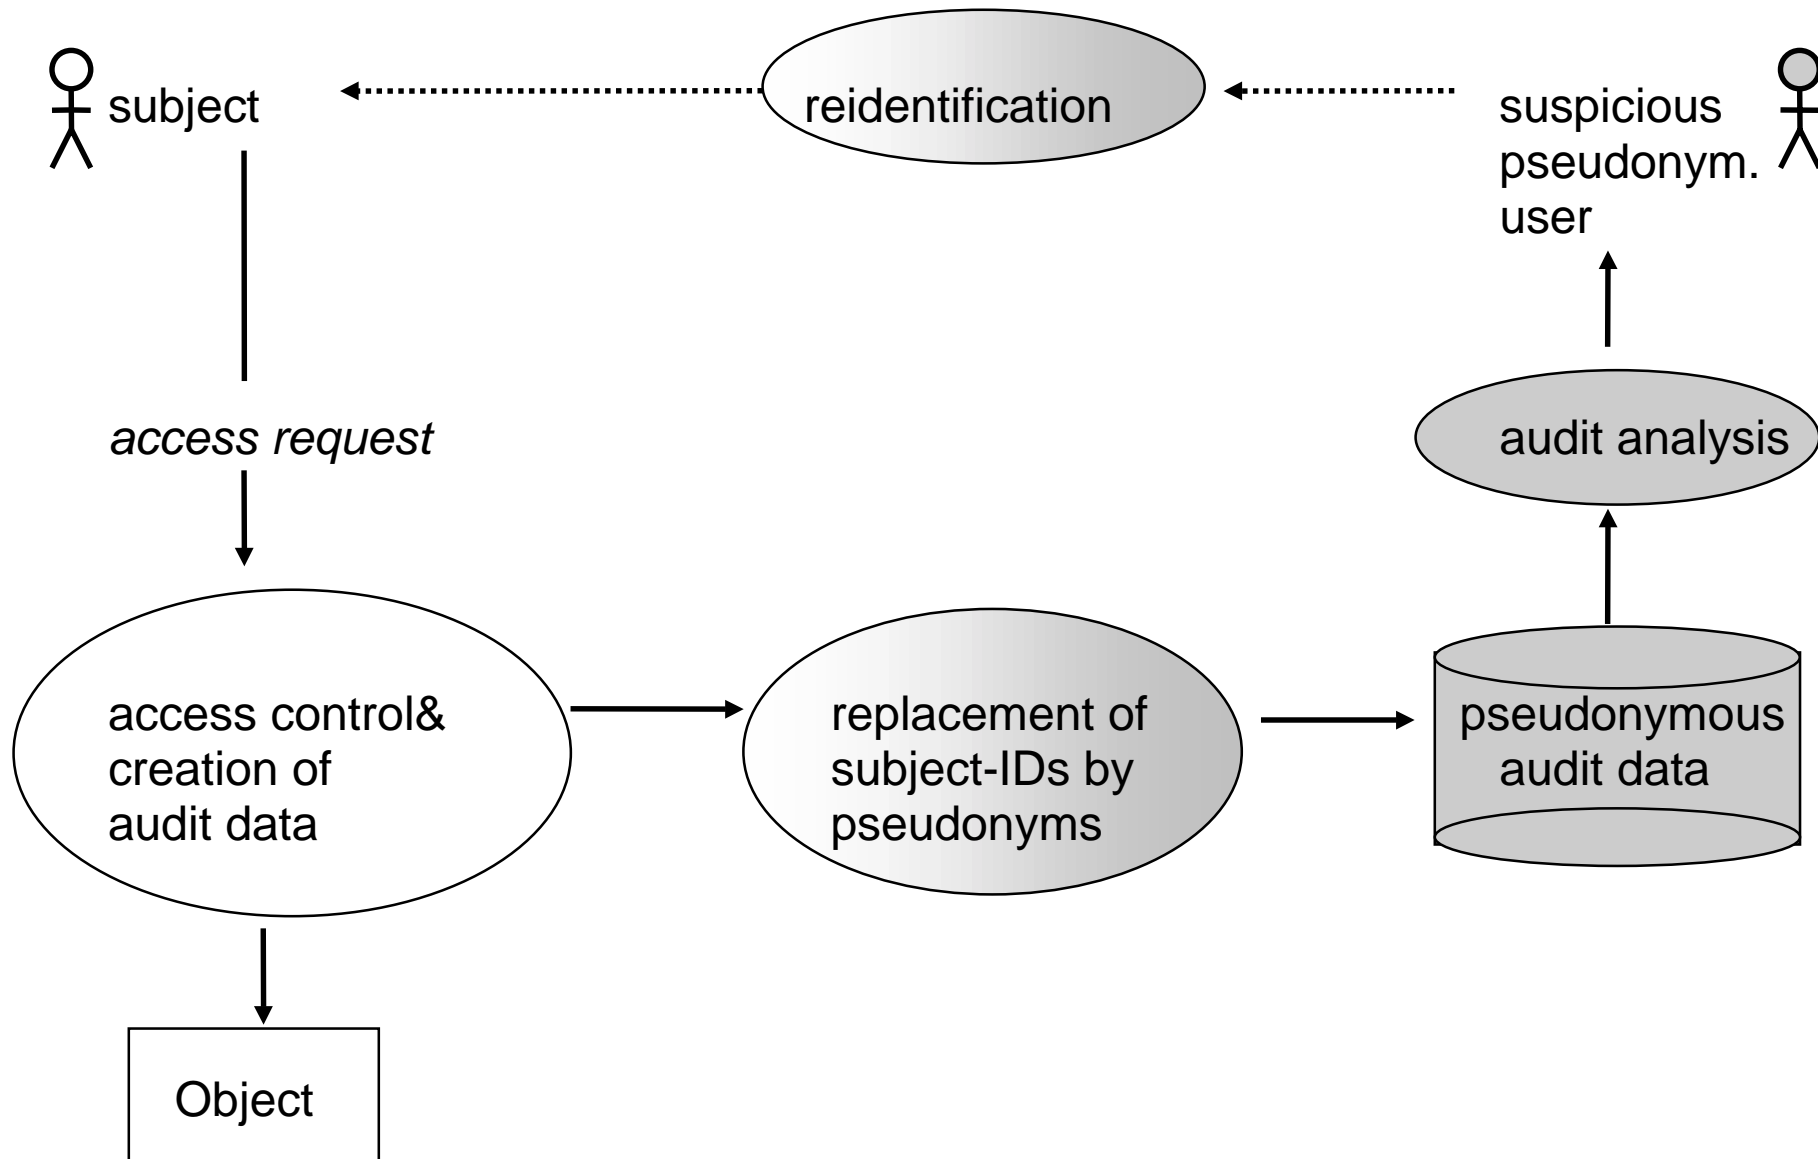 subject
reidentification
suspicious
pseudonym.
user
access request
audit analysis
access control&
creation of
audit data
replacement of
subject-IDs by
pseudonyms
pseudonymous
audit data
Object